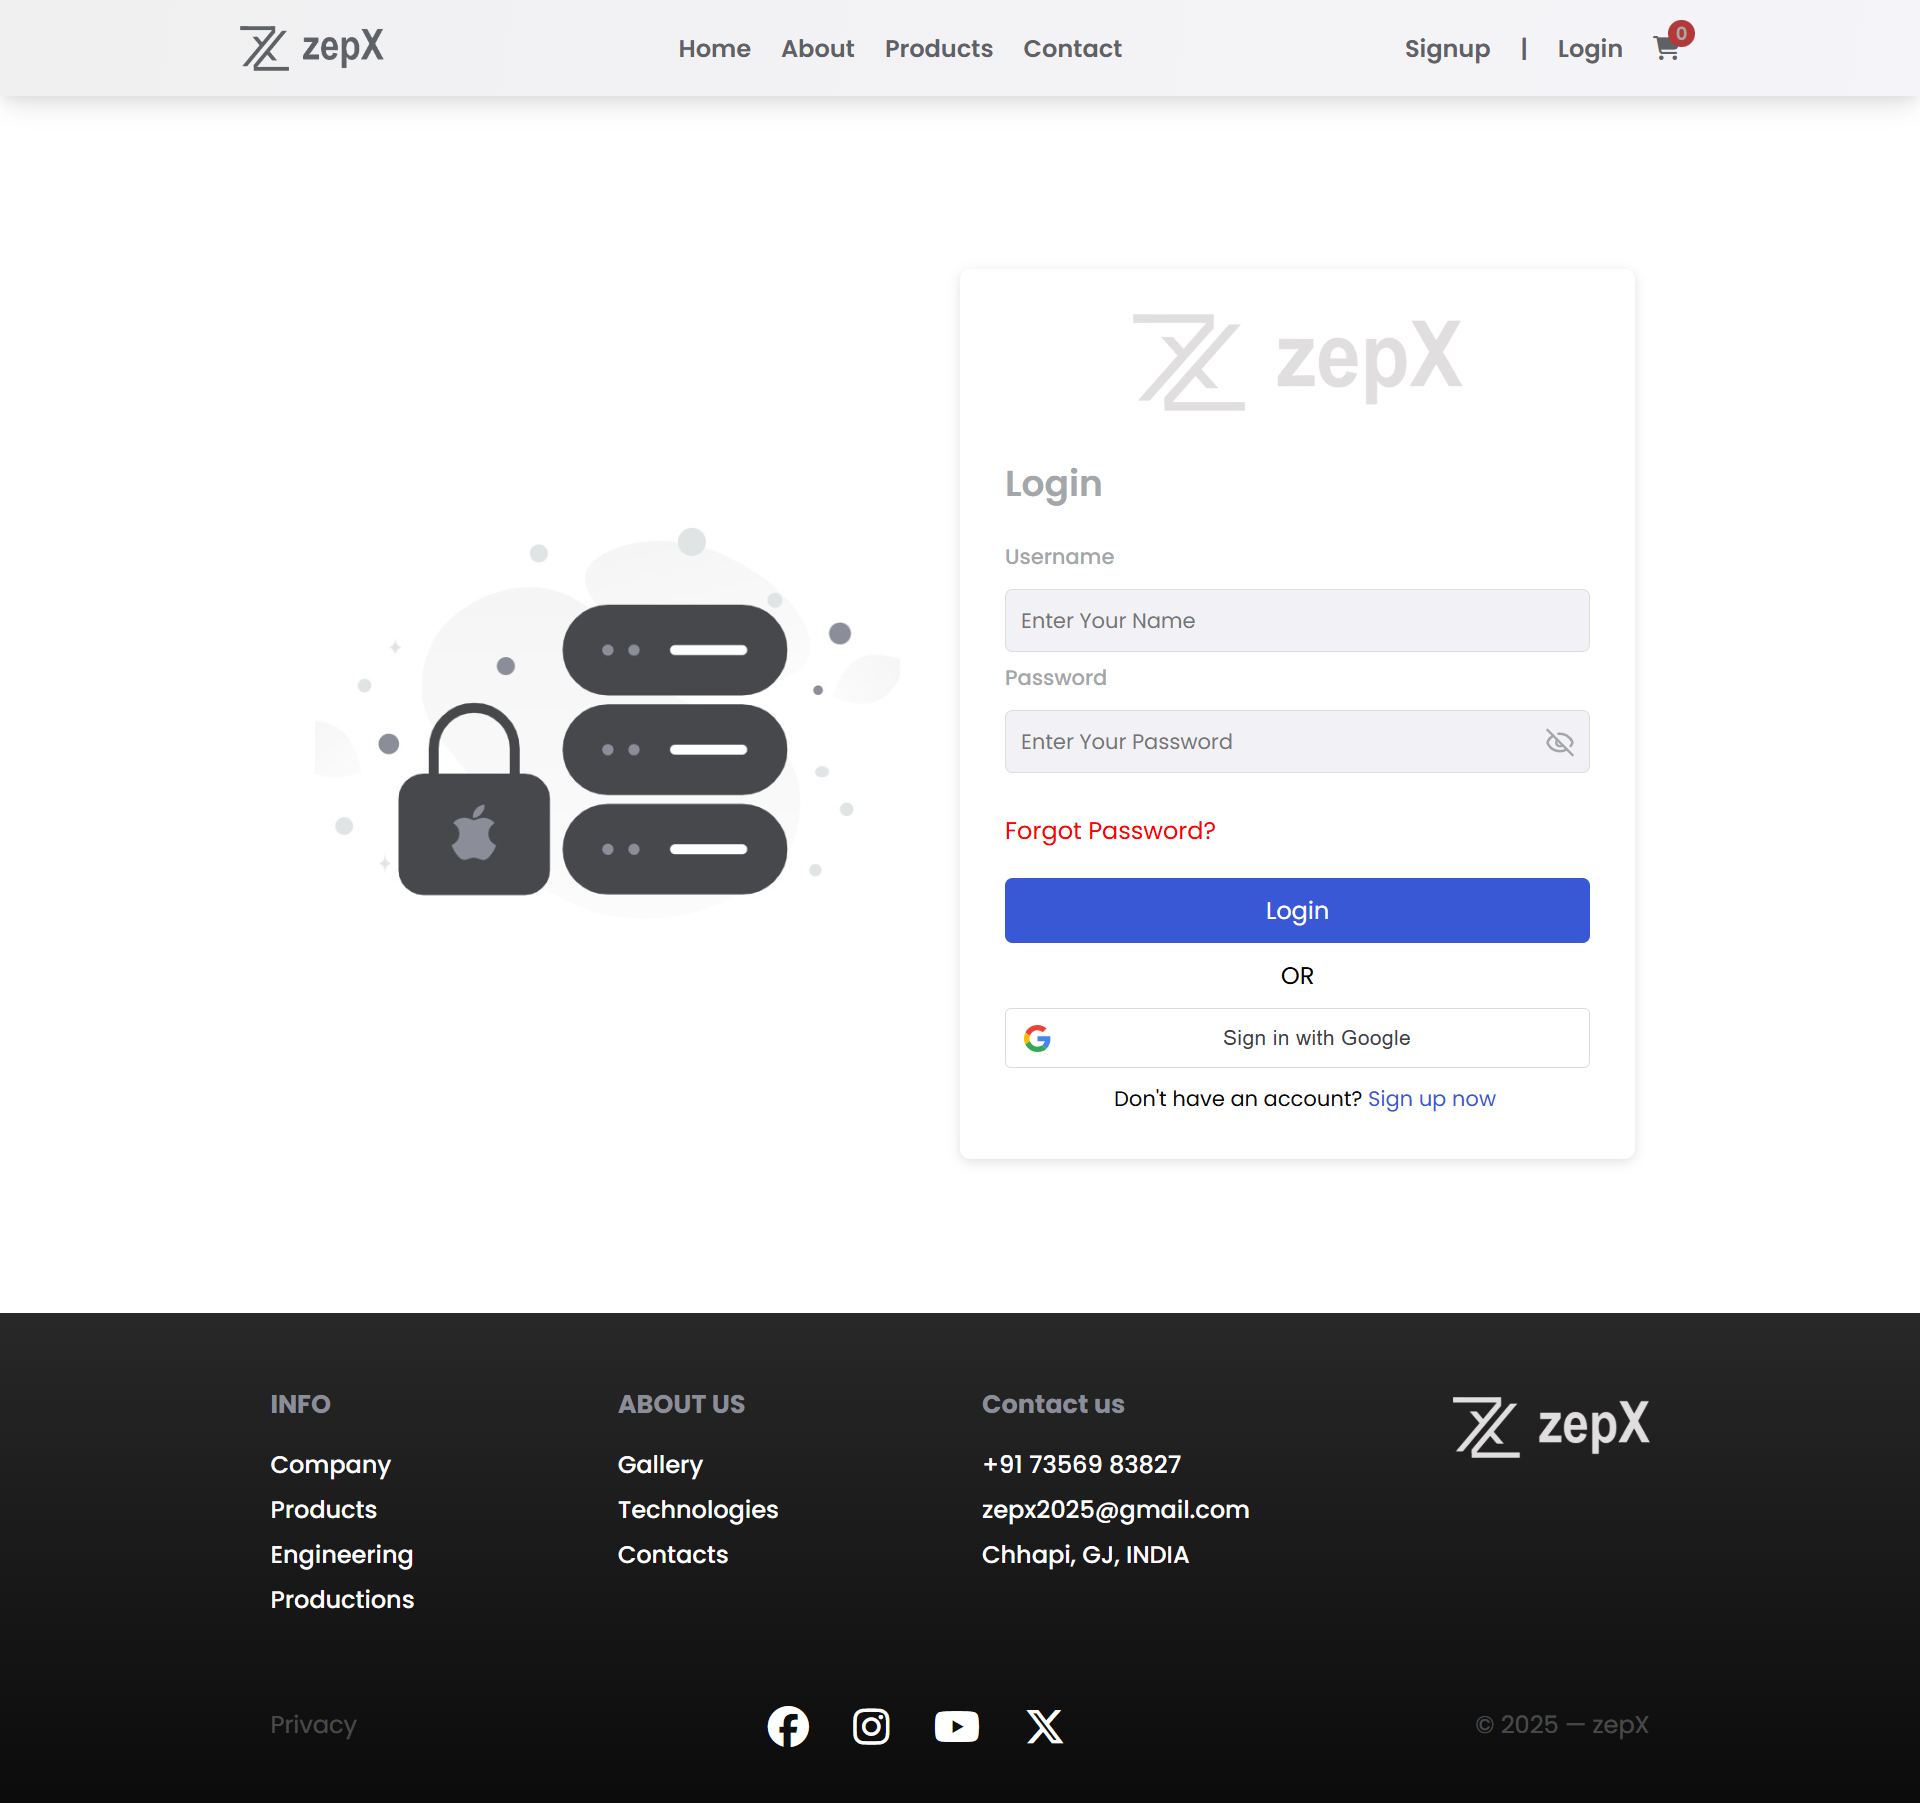 zepX
Home About Products Contact
Signup | Login 0
zepX
Login
Username
Enter Your Name
Password
Enter Your Password
Forgot Password?
Login
OR
Sign in with Google
Don't have an account? Sign up now
INFO
Company
Products
Engineering
Productions
ABOUT US
Gallery
Technologies
Contacts
Contact us
+91 73569 83827
zepx2025@gmail.com
Chhapi, GJ, INDIA
zepX
Privacy
© 2025 — zepX